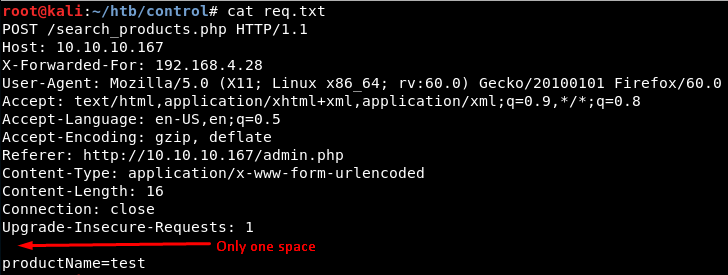 root@kali:~/htb/control# cat req.txt
POST /search_products.php HTTP/1.1
Host: 10.10.10.167
X-Forwarded-For: 192.168.4.28
User-Agent: Mozilla/5.0 (X11; Linux x86_64; rv:60.0) Gecko/20100101 Firefox/60.0
Accept: text/html,application/xhtml+xml,application/xml;q=0.9,*/*;q=0.8
Accept-Language: en-US,en;q=0.5
Accept-Encoding: gzip, deflate
Referer: http://10.10.10.167/admin.php
Content-Type: application/x-www-form-urlencoded
Content-Length: 16
Connection: close
Upgrade-Insecure-Requests: 1
Only one space
productName=test